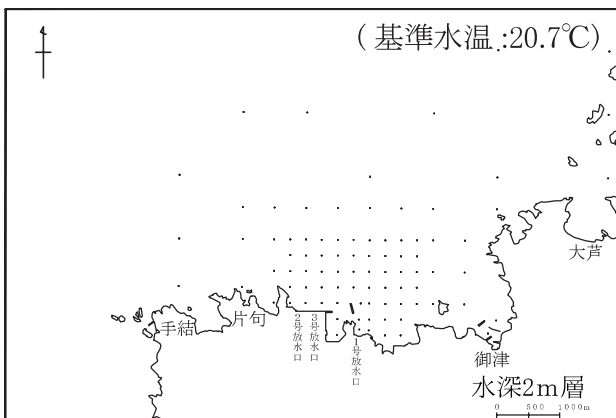 (基準水温:20.7℃)
大芦
手結
片句
2号放水口
3号放水口
1号放水口
御津
水深2m層
0 500 1000m